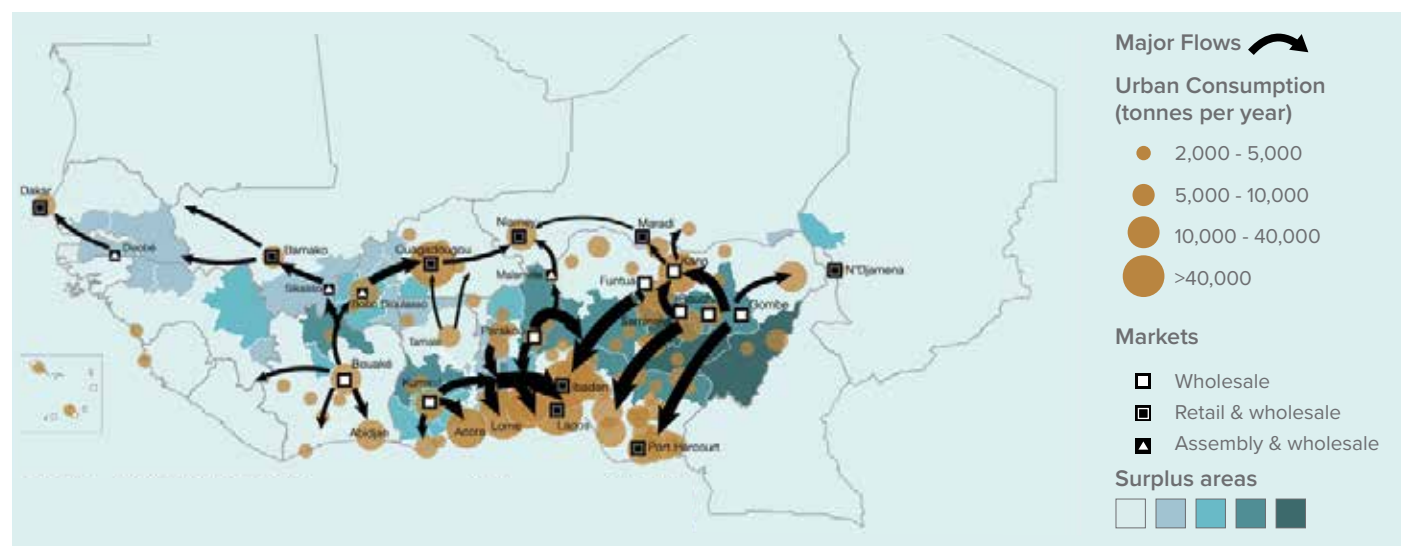 Major Flows
Urban Consumption
(tonnes per year)
2,000 - 5,000
5,000 - 10,000
10,000 - 40,000
>40,000
Markets
Wholesale
Retail & wholesale
Assembly & wholesale
Surplus areas
Dakar
Bamako
Sikasso
Bobo Dioulasso
Ouagadougou
Niamey
Maradi
Kano
N'Djamena
Malanville
Funtua
Gombe
Parakou
Tamale
Bouaké
Ibadan
Abidjan
Accra
Lome
Lagos
Port Harcourt